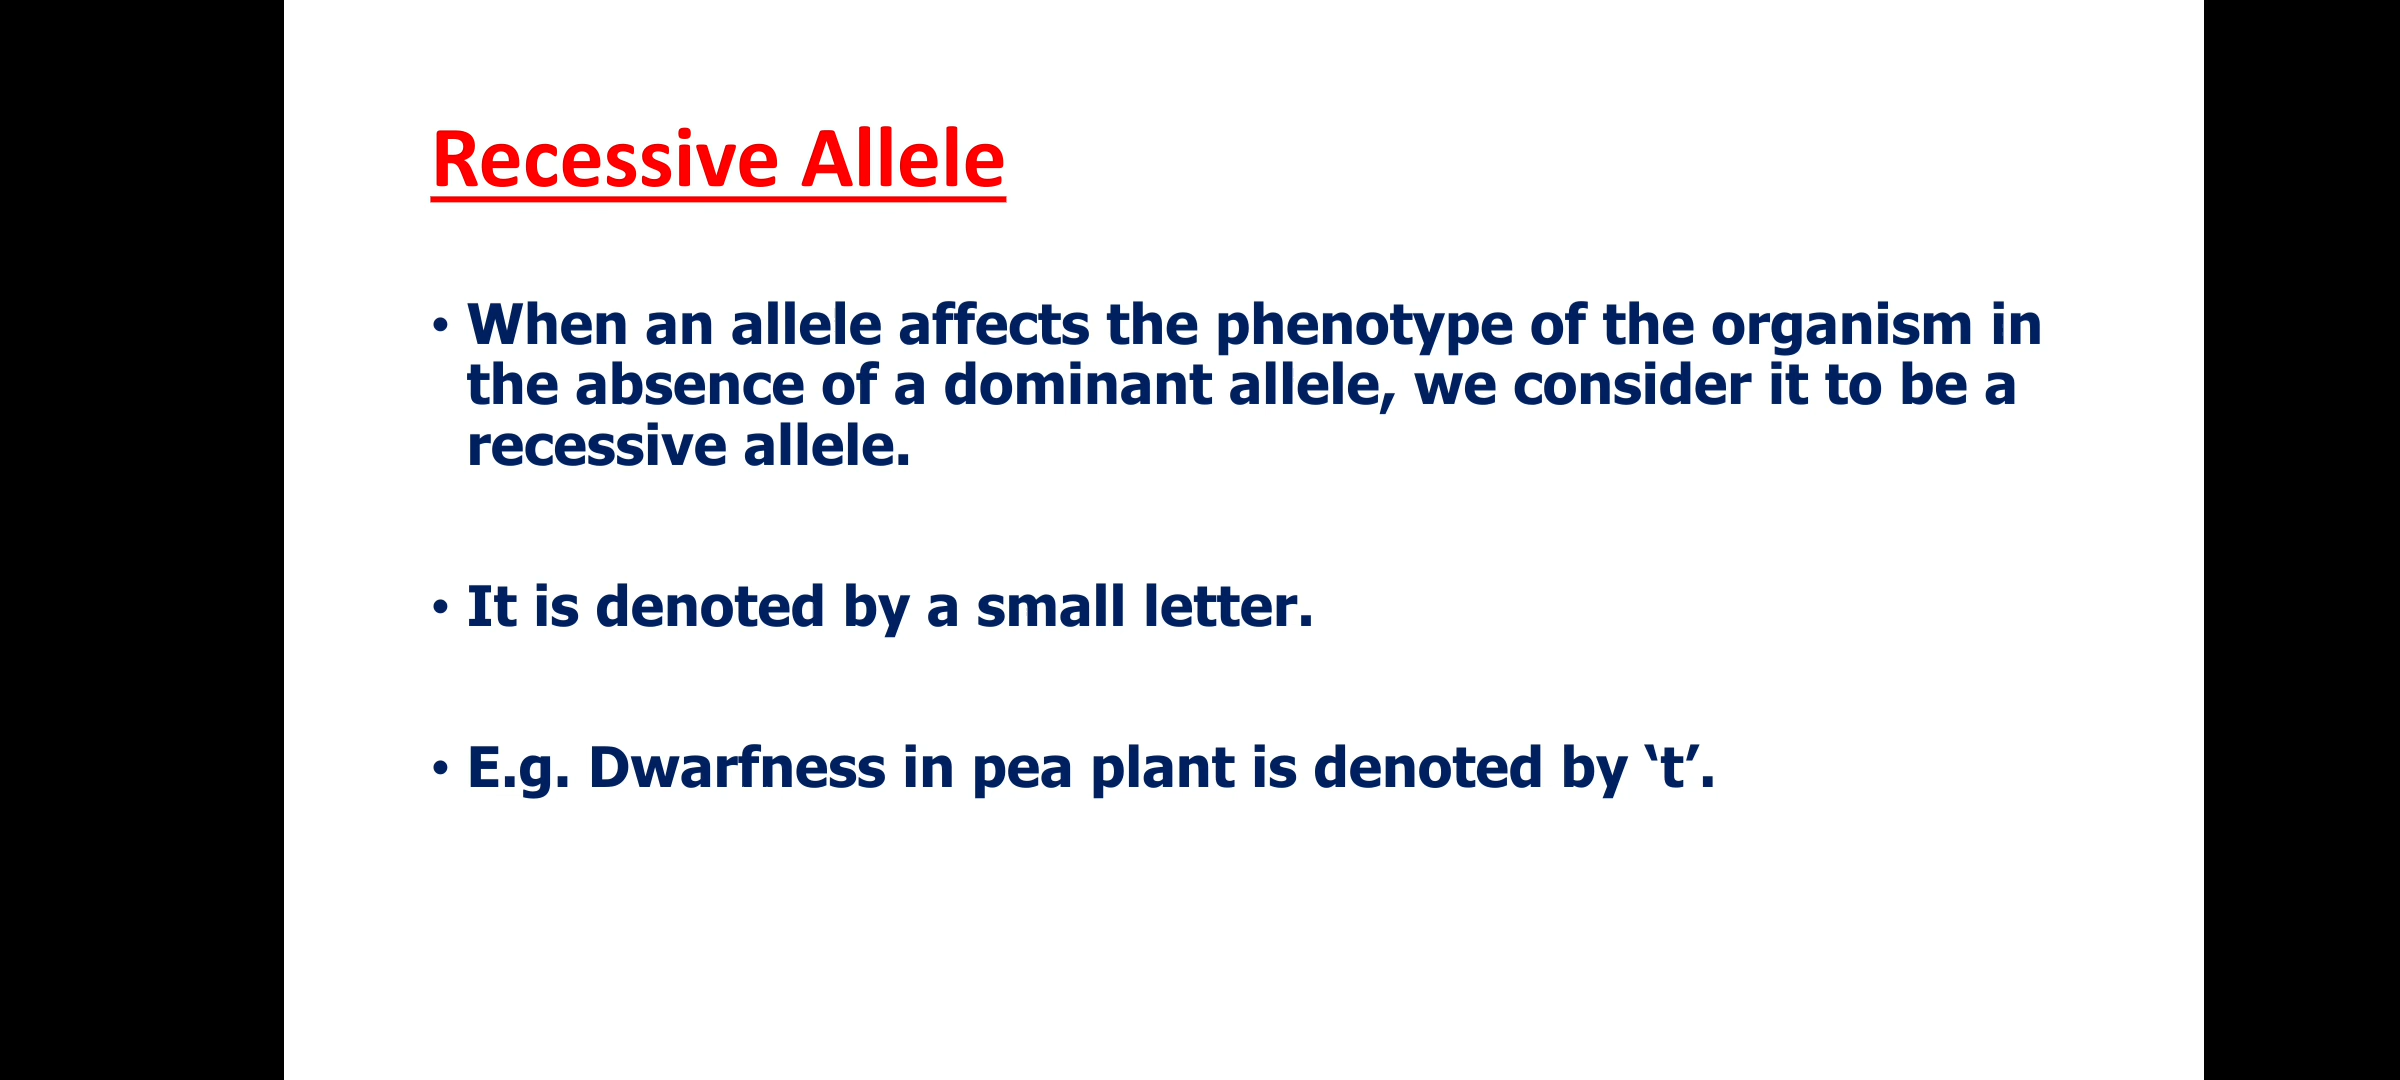 Recessive Allele
• When an allele affects the phenotype of the organism in
the absence of a dominant allele, we consider it to be a
recessive allele.
• It is denoted by a small letter.
• E.g. Dwarfness in pea plant is denoted by ‘t’.